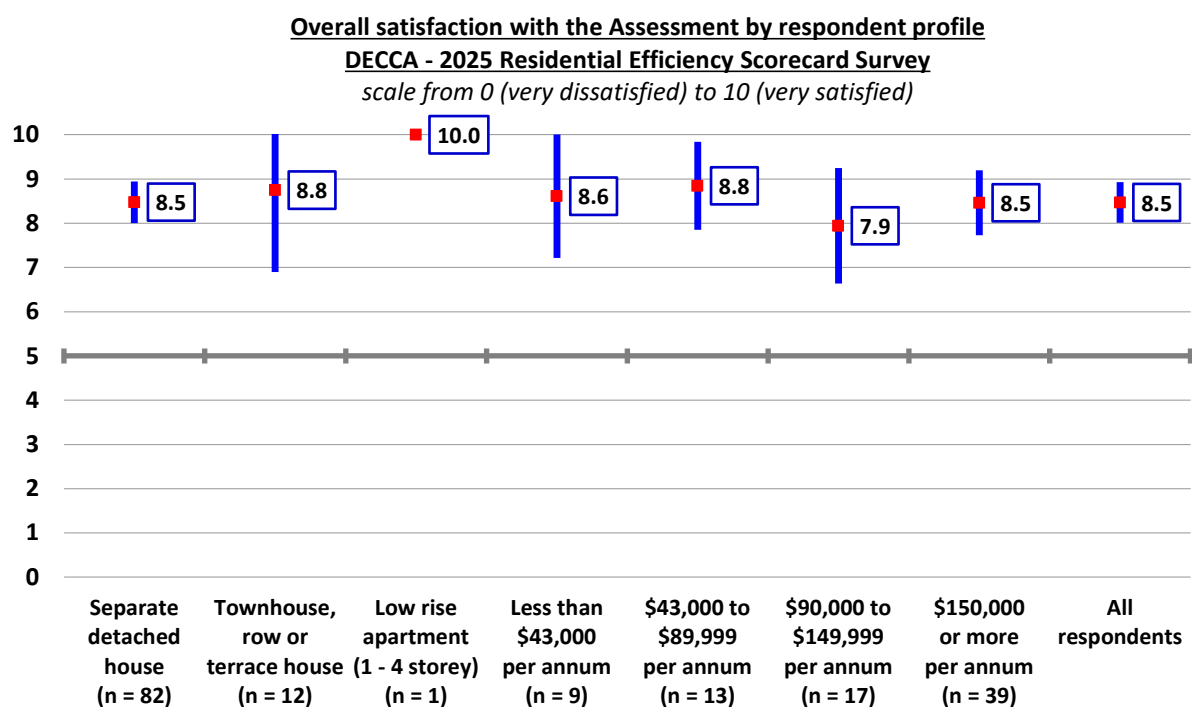 Overall satisfaction with the Assessment by respondent profile
DECCA - 2025 Residential Efficiency Scorecard Survey
scale from 0 (very dissatisfied) to 10 (very satisfied)
10
9
8
7
6
5
4
3
2
1
0
8.5
8.8
10.0
8.6
8.8
7.9
8.5
8.5
Separate
detached
house
(n = 82)
Townhouse,
row or
terrace house
(n = 12)
Low rise
apartment
(1 - 4 storey)
(n = 1)
Less than
$43,000
per annum
(n = 9)
$43,000 to
$89,999
per annum
(n = 13)
$90,000 to
$149,999
per annum
(n = 17)
$150,000
or more
per annum
(n = 39)
All
respondents